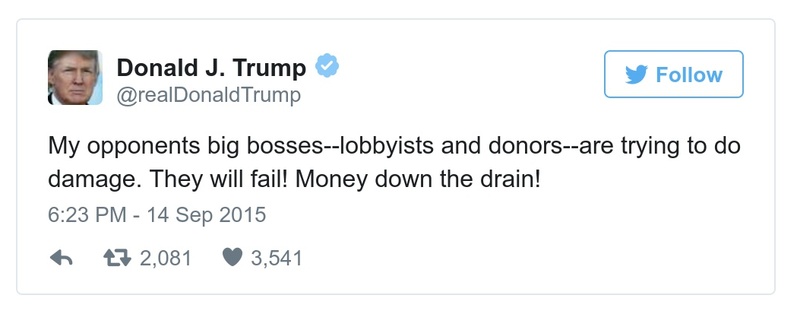 Donald J. Trump
@realDonaldTrump
Follow
My opponents big bosses--lobbyists and donors--are trying to do
damage. They will fail! Money down the drain!
6:23 PM - 14 Sep 2015
2,081 3,541